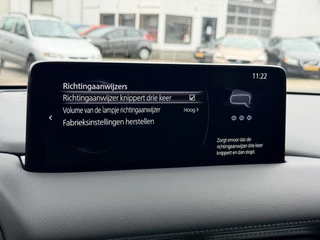 11:22
Richtingaanwijzers
Richtingaanwijzer knippert drie keer
Volume van de lampje richtingaanwijzer Hoog
Fabrieksinstellingen herstellen
Zorgt ervoor dat de
richtingaanwijzer drie keer
knippert en dan stopt.